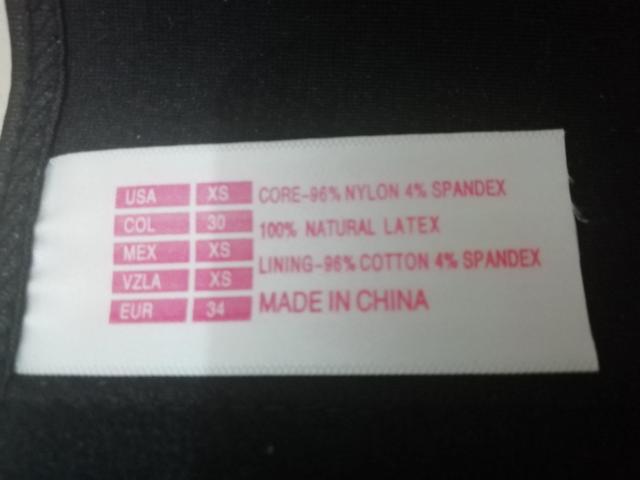 USA XS CORE-96% NYLON 4% SPANDEX
COL 30 100% NATURAL LATEX
MEX XS LINING-96% COTTON 4% SPANDEX
VZLA XS MADE IN CHINA
EUR 34